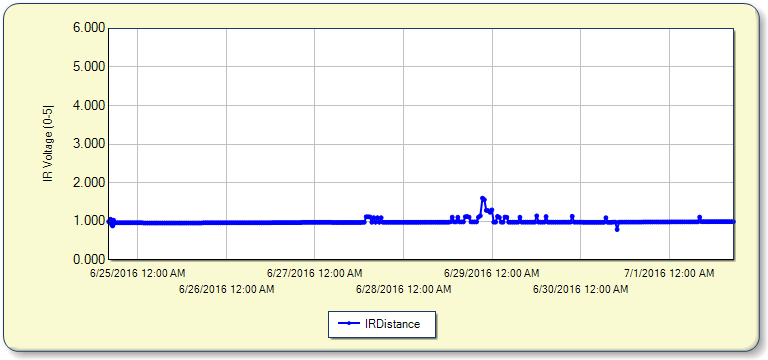 6.000
5.000
4.000
3.000
2.000
1.000
0.000
IR Voltage (0-5|
6/25/2016 12:00 AM
6/27/2016 12:00 AM
6/29/2016 12:00 AM
7/1/2016 12:00 AM
6/26/2016 12:00 AM
6/28/2016 12:00 AM
6/30/2016 12:00 AM
IRDistance